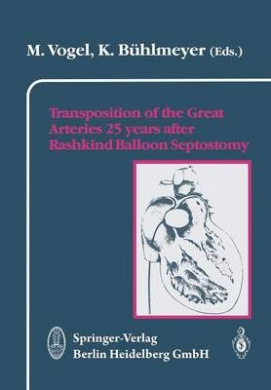 M. Vogel, K. Bühlmeyer (Eds.)
Transposition of the Great
Arteries 25 years after
Rashkind Balloon Septostomy
Springer-Verlag
Berlin Heidelberg GmbH